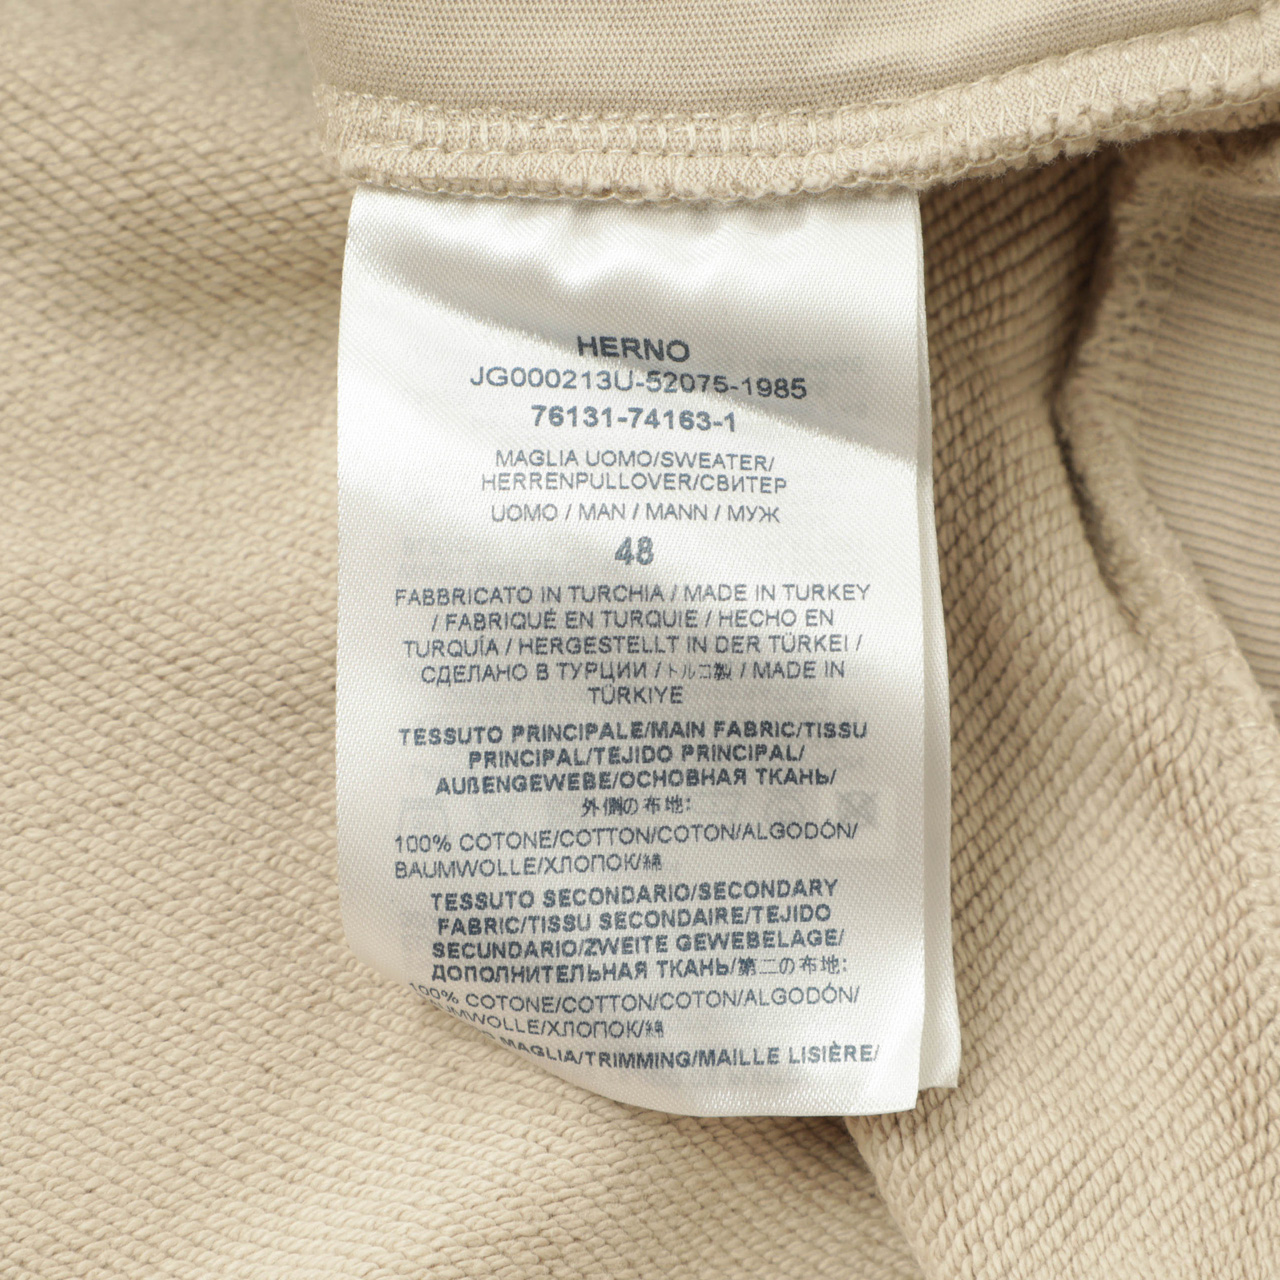 HERNO
JG000213U-52075-1985
76131-74163-1
MAGLIA UOMO/SWEATER/
HERRENPULLOVER/СВИТЕР
UOMO / MAN / MANN / МУЖ
48
FABBRICATO IN TURCHIA / MADE IN TURKEY
/ FABRIQUÉ EN TURQUIE / HECHO EN
TURQUÍA / HERGESTELLT IN DER TÜRKEI /
СДЕЛАНО В ТУРЦИИ / トルコ製 / MADE IN
TÜRKIYE
TESSUTO PRINCIPALE/MAIN FABRIC/TISSU
PRINCIPAL/TEJIDO PRINCIPAL/
AUßENGEWEBE/ОСНОВНАЯ ТКАНЬ/
外側の布地:
100% COTONE/COTTON/COTON/ALGODÓN/
BAUMWOLLE/ХЛОПОК/綿
TESSUTO SECONDARIO/SECONDARY
FABRIC/TISSU SECONDAIRE/TEJIDO
SECUNDARIO/ZWEITE GEWEBELAGE/
ДОПОЛНИТЕЛЬНАЯ ТКАНЬ/第二の布地:
100% COTONE/COTTON/COTON/ALGODÓN/
UMWOLLE/ХЛОПОК/綿
MAGLIA/TRIMMING/MAILLE LISIÈRE/